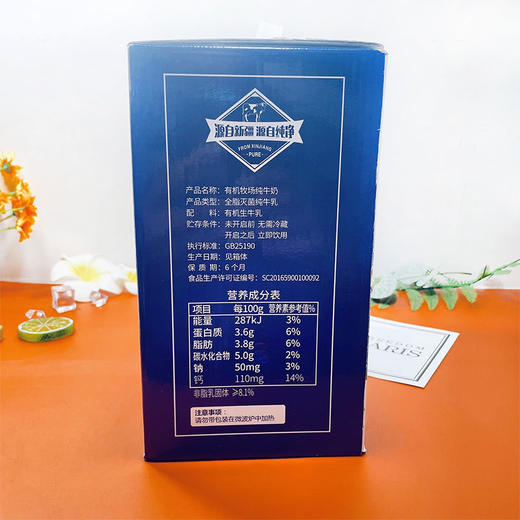 源自新疆 源自纯净
FROM XINJIANG
PURE
产品名称: 有机牧场纯牛奶
产品类型: 全脂灭菌纯牛乳
配 料: 有机生牛乳
贮存条件: 未开启前 无需冷藏
开启之后 立即饮用
执行标准: GB25190
生产日期: 见箱体
保 质 期: 6 个月
食品生产许可证编号: SC20165900100092
营养成分表
项目 每100g 营养素参考值%
能量 287kJ 3%
蛋白质 3.6g 6%
脂肪 3.8g 6%
碳水化合物 5.0g 2%
钠 50mg 3%
钙 110mg 14%
非脂乳固体 ≥8.1%
注意事项:
请勿带包装在微波炉中加热
FREEDOM
PARIS